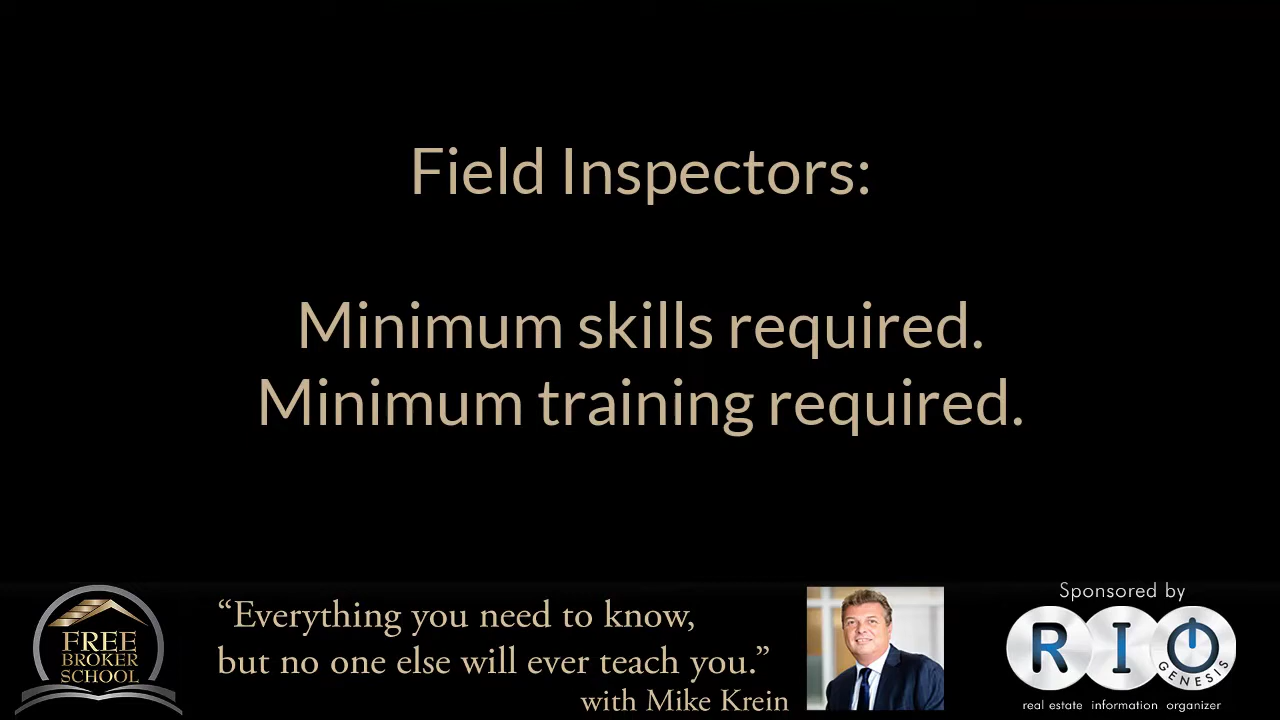 Field Inspectors:
Minimum skills required.
Minimum training required.
FREE
BROKER
SCHOOL
“Everything you need to know,
but no one else will ever teach you.”
with Mike Krein
Sponsored by
RIO
GENESIS
real estate information organizer